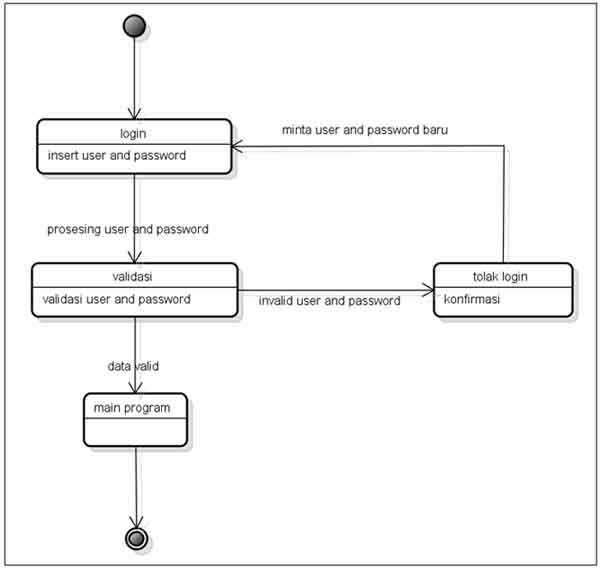 minta user and password baru
login
insert user and password
prosesing user and password
validasi
validasi user and password
invalid user and password
tolak login
konfirmasi
data valid
main program